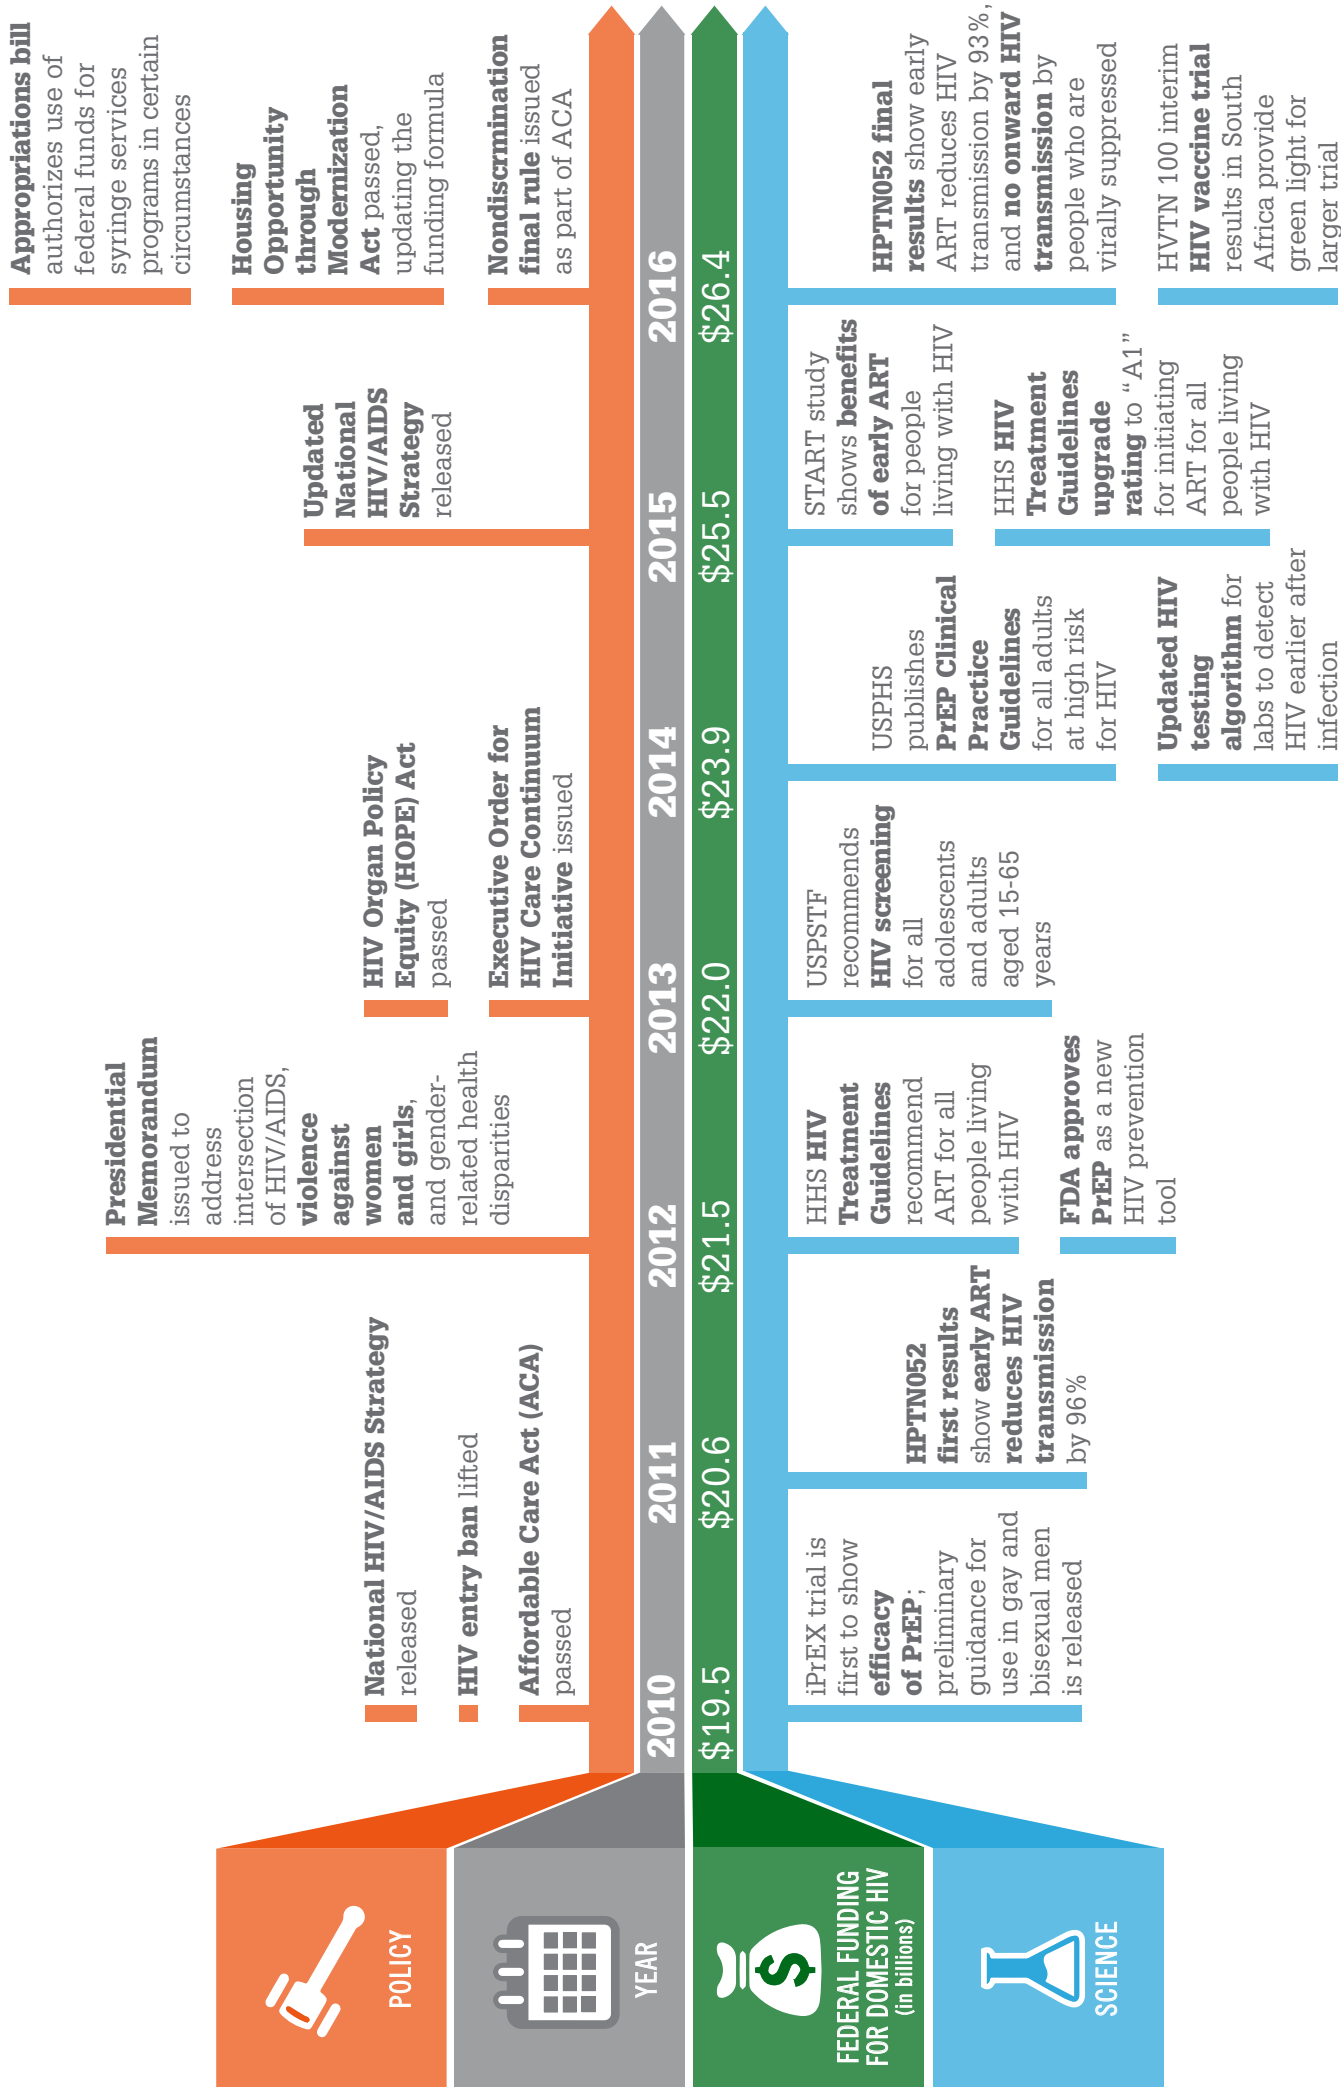 POLICY
National HIV/AIDS Strategy
released
HIV entry ban lifted
Affordable Care Act (ACA)
passed
Presidential
Memorandum
issued to
address
intersection
of HIV/AIDS,
violence
against
women
and girls,
and gender-
related health
disparities
HIV Organ Policy
Equity (HOPE) Act
passed
Executive Order for
HIV Care Continuum
Initiative issued
Updated
National
HIV/AIDS
Strategy
released
Appropriations bill
authorizes use of
federal funds for
syringe services
programs in certain
circumstances
Housing
Opportunity
through
Modernization
Act passed,
updating the
funding formula
Nondiscrmination
final rule issued
as part of ACA
YEAR
2010
2011
2012
2013
2014
2015
2016
FEDERAL FUNDING
FOR DOMESTIC HIV
(in billions)
$19.5
$20.6
$21.5
$22.0
$23.9
$25.5
$26.4
SCIENCE
iPrEX trial is
first to show
efficacy
of PrEP;
preliminary
guidance for
use in gay and
bisexual men
is released
HPTN052
first results
show early ART
reduces HIV
transmission
by 96%
HHS HIV
Treatment
Guidelines
recommend
ART for all
people living
with HIV
FDA approves
PrEP as a new
HIV prevention
tool
USPSTF
recommends
HIV screening
for all
adolescents
and adults
aged 15-65
years
USPHS
publishes
PrEP Clinical
Practice
Guidelines
for all adults
at high risk
for HIV
Updated HIV
testing
algorithm for
labs to detect
HIV earlier after
infection
START study
shows benefits
of early ART
for people
living with HIV
HHS HIV
Treatment
Guidelines
upgrade
rating to “A1”
for initiating
ART for all
people living
with HIV
HPTN052 final
results show early
ART reduces HIV
transmission by 93%,
and no onward HIV
transmission by
people who are
virally suppressed
HVTN 100 interim
HIV vaccine trial
results in South
Africa provide
green light for
larger trial